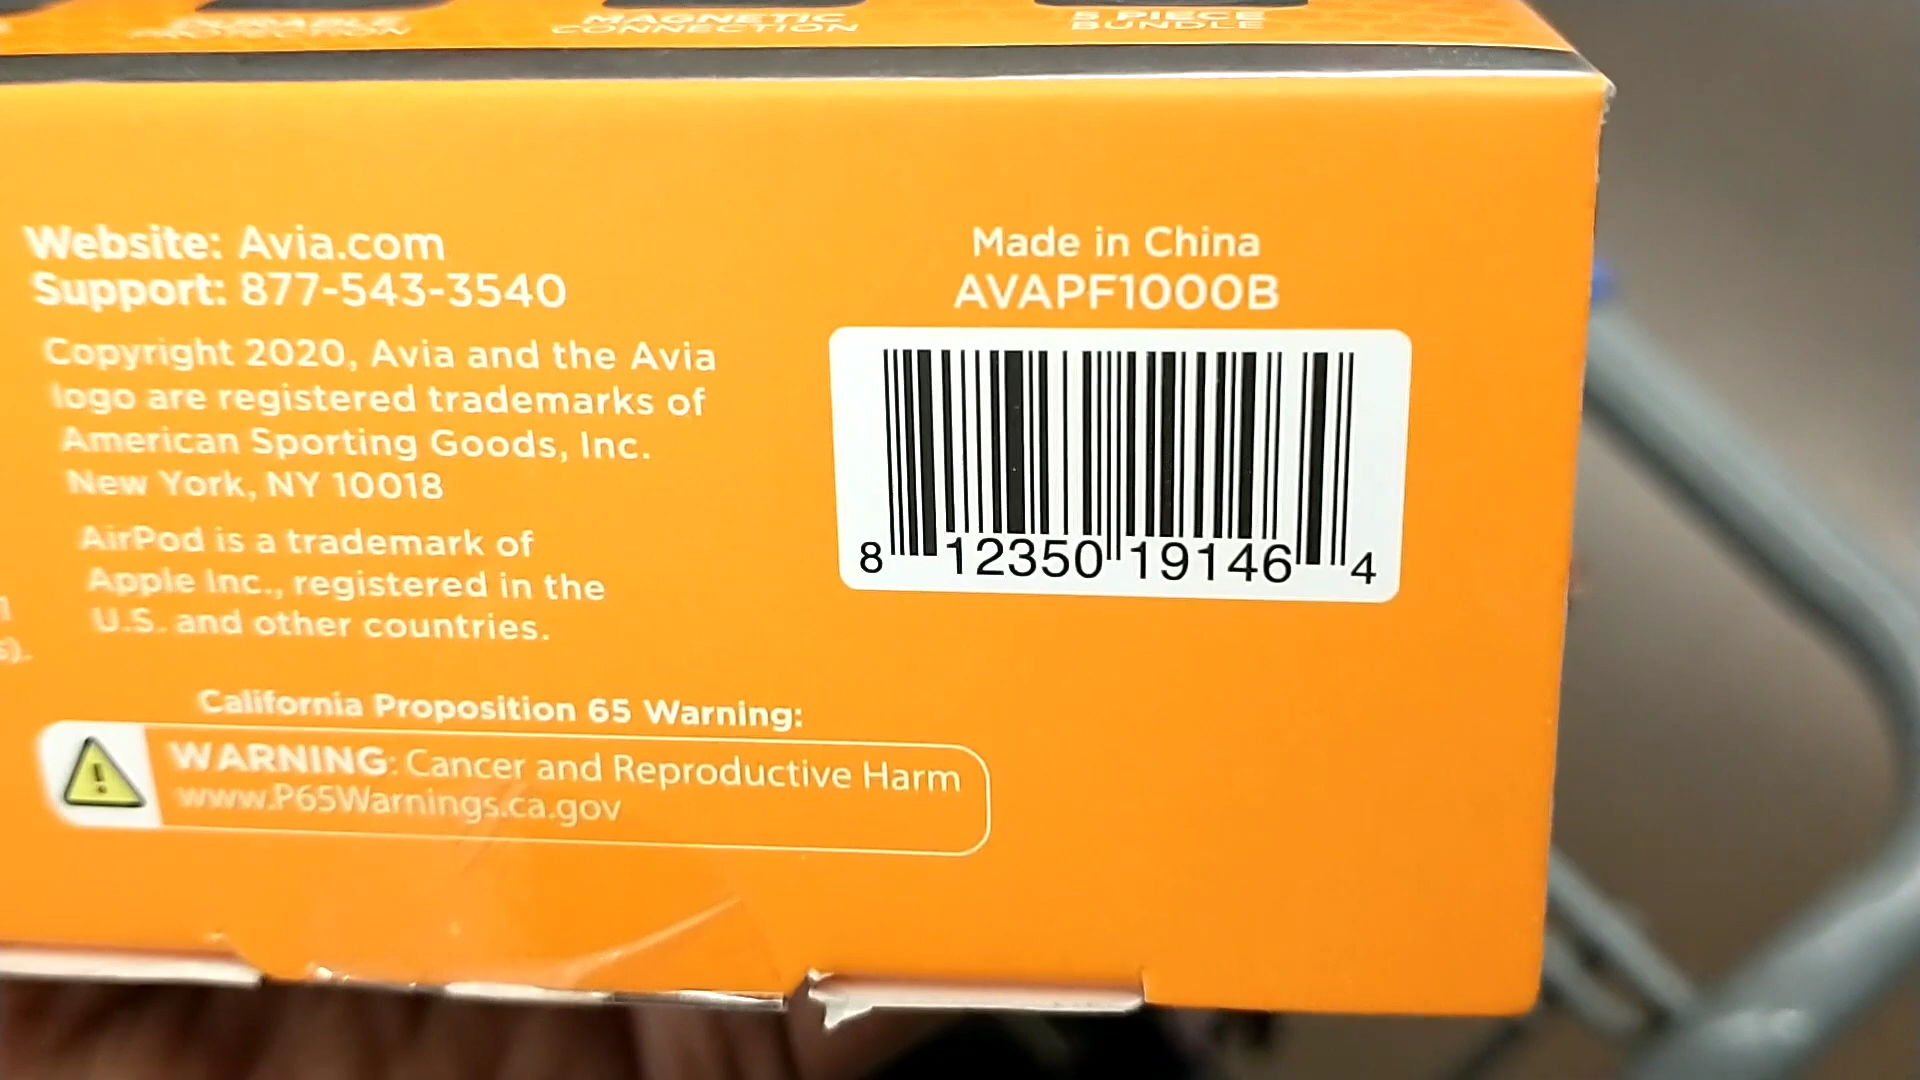 DURABLE
PROTECTION
MAGNETIC
CONNECTION
5 PIECE
BUNDLE
Website: Avia.com
Support: 877-543-3540
Copyright 2020, Avia and the Avia
logo are registered trademarks of
American Sporting Goods, Inc.
New York, NY 10018
AirPod is a trademark of
Apple Inc., registered in the
U.S. and other countries.
Made in China
AVAPF1000B
8 12350 19146 4
California Proposition 65 Warning:
WARNING: Cancer and Reproductive Harm
www.P65Warnings.ca.gov